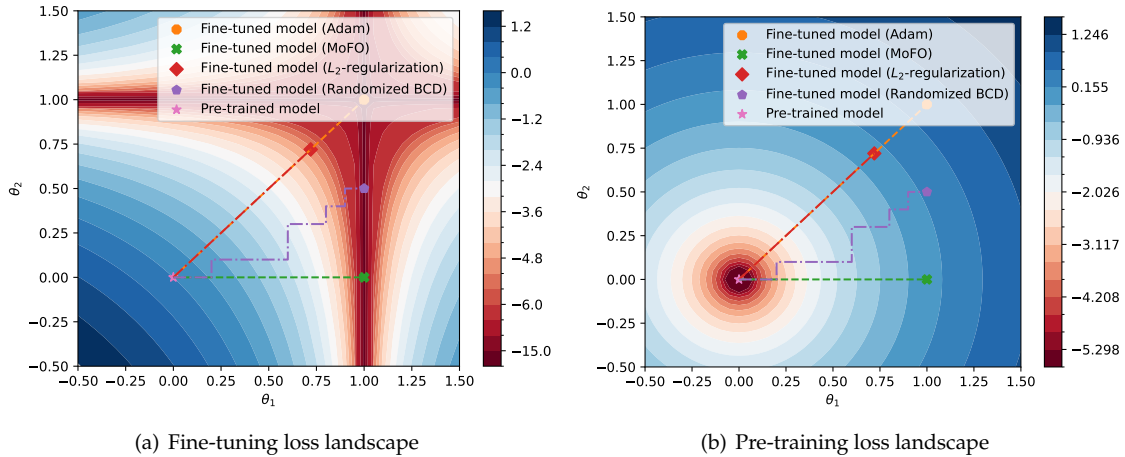 1.50
1.25
1.00
0.75
0.50
0.25
0.00
−0.25
−0.50
θ2
−0.50 −0.25 0.00 0.25 0.50 0.75 1.00 1.25 1.50
θ1
Fine-tuned model (Adam)
Fine-tuned model (MoFO)
Fine-tuned model (L2-regularization)
Fine-tuned model (Randomized BCD)
Pre-trained model
1.2
0.0
−1.2
−2.4
−3.6
−4.8
−6.0
−15.0
(a) Fine-tuning loss landscape
1.50
1.25
1.00
0.75
0.50
0.25
0.00
−0.25
−0.50
θ2
−0.50 −0.25 0.00 0.25 0.50 0.75 1.00 1.25 1.50
θ1
Fine-tuned model (Adam)
Fine-tuned model (MoFO)
Fine-tuned model (L2-regularization)
Fine-tuned model (Randomized BCD)
Pre-trained model
1.246
0.155
−0.936
−2.026
−3.117
−4.208
−5.298
(b) Pre-training loss landscape